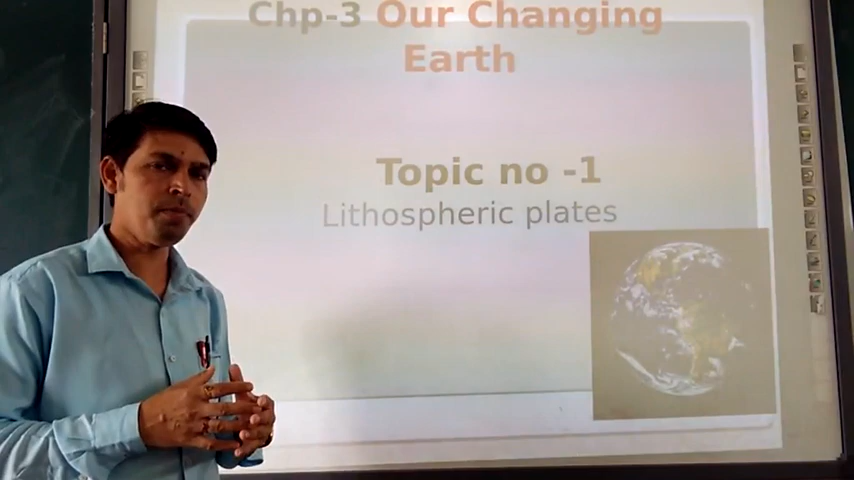 Chp-3 Our Changing
Earth
Topic no -1
Lithospheric plates